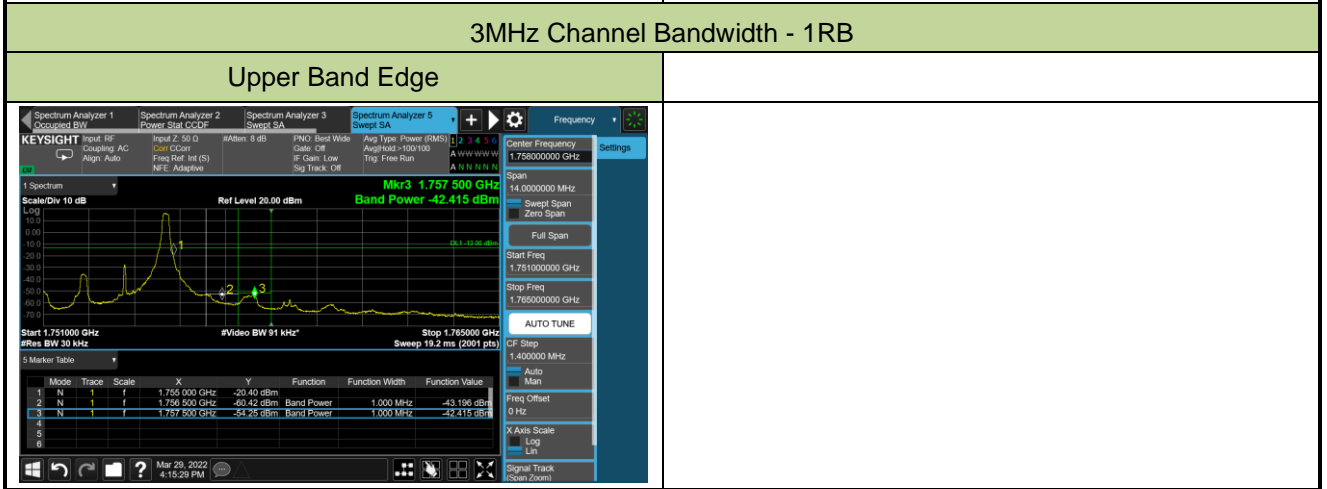 3MHz Channel Bandwidth - 1RB
Upper Band Edge
Spectrum Analyzer 1
Occupied BW
Spectrum Analyzer 2
Power Stat CCDF
Spectrum Analyzer 3
Swept SA
Spectrum Analyzer 5
Swept SA
+
Frequency
KEYSIGHT
Input: RF
Coupling: AC
Align: Auto
Input Z: 50 Ω
Corr CCorr
Freq Ref: Int (S)
NFE: Adaptive
#Atten: 8 dB
PNO: Best Wide
Gate: Off
IF Gain: Low
Sig Track: Off
Avg Type: Power (RMS)
Avg|Hold:>100/100
Trig: Free Run
1 2 3 4 5 6
A W W W W W
A N N N N N
1 Spectrum
Scale/Div 10 dB
Ref Level 20.00 dBm
Mkr3 1.757 500 GHz
Band Power -42.415 dBm
Log
10.0
0.00
-10.0
-20.0
-30.0
-40.0
-50.0
-60.0
-70.0
DL1 -13.00 dBm
1
2
3
Start 1.751000 GHz
#Res BW 30 kHz
#Video BW 91 kHz*
Stop 1.765000 GHz
Sweep 19.2 ms (2001 pts)
5 Marker Table
Mode Trace Scale X Y Function Function Width Function Value
1 N 1 f 1.755 000 GHz -20.40 dBm
2 N 1 f 1.756 500 GHz -60.42 dBm Band Power 1.000 MHz -43.196 dBm
3 N 1 f 1.757 500 GHz -54.25 dBm Band Power 1.000 MHz -42.415 dBm
4
5
6
Mar 29, 2022
4:15:29 PM
Center Frequency
1.758000000 GHz
Settings
Span
14.0000000 MHz
Swept Span
Zero Span
Full Span
Start Freq
1.751000000 GHz
Stop Freq
1.765000000 GHz
AUTO TUNE
CF Step
1.400000 MHz
Auto
Man
Freq Offset
0 Hz
X Axis Scale
Log
Lin
Signal Track
(Span Zoom)